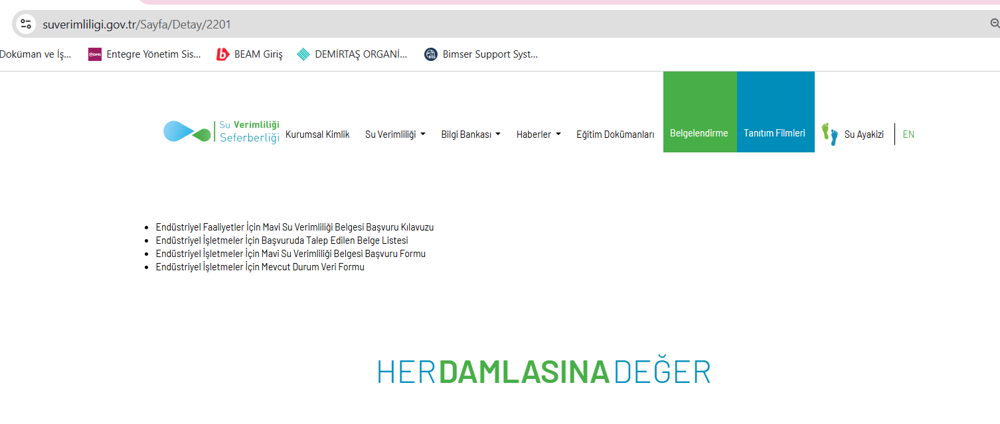 suverimliligi.gov.tr/Sayfa/Detay/2201
Doküman ve İş... Entegre Yönetim Sis... BEAM Giriş DEMİRTAŞ ORGANİ... Bimser Support Syst...
Su Verimliliği
Seferberliği
Kurumsal Kimlik Su Verimliliği Bilgi Bankası Haberler Eğitim Dokümanları Belgelendirme Tanıtım Filmleri Su Ayakizi EN
Endüstriyel Faaliyetler İçin Mavi Su Verimliliği Belgesi Başvuru Kılavuzu
Endüstriyel İşletmeler İçin Başvuruda Talep Edilen Belge Listesi
Endüstriyel İşletmeler İçin Mavi Su Verimliliği Belgesi Başvuru Formu
Endüstriyel İşletmeler İçin Mevcut Durum Veri Formu
HER DAMLASINA DEĞER